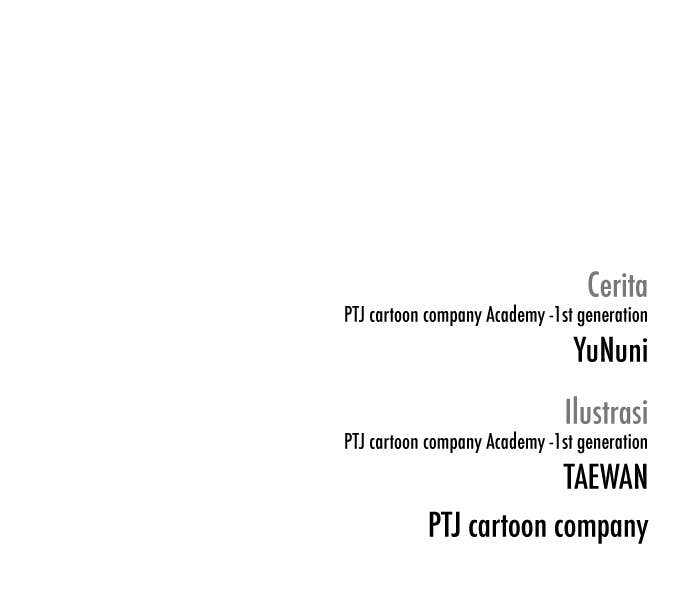 Cerita
PTJ cartoon company Academy -1st generation
YuNuni
Ilustrasi
PTJ cartoon company Academy -1st generation
TAEWAN
PTJ cartoon company